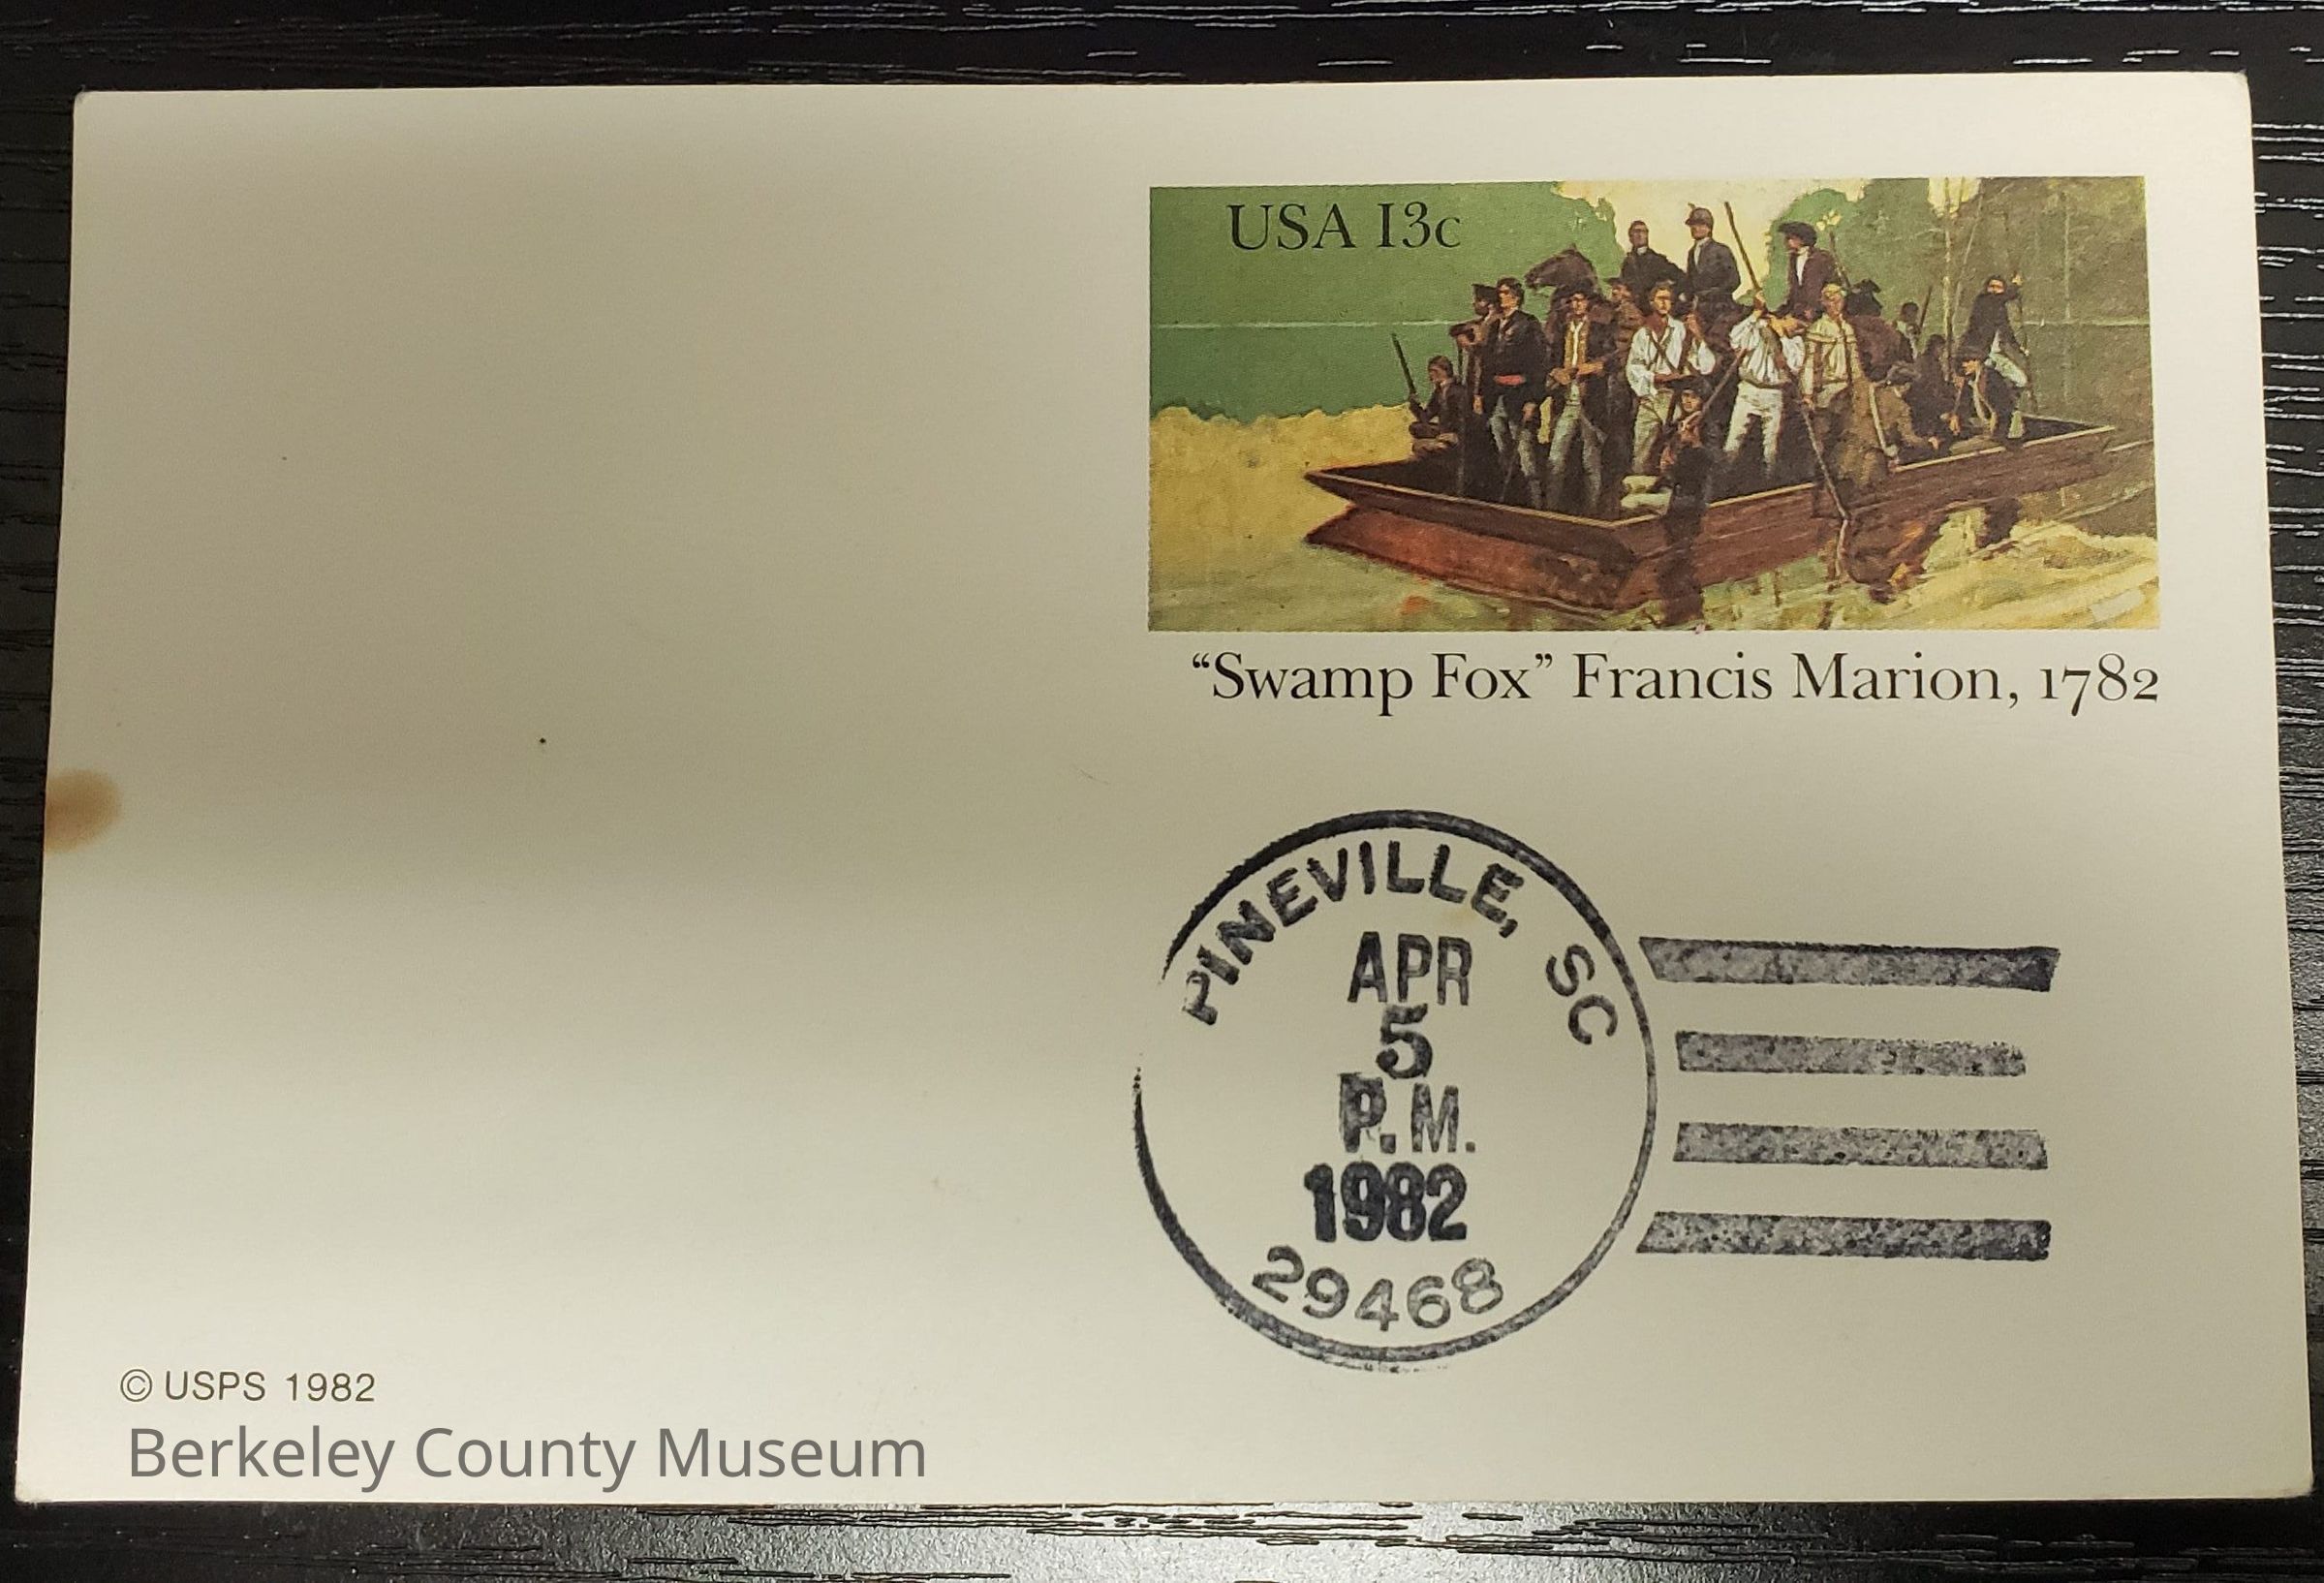 USA 13c
“Swamp Fox” Francis Marion, 1782
PINEVILLE, SC
APR
5
P.M.
1982
29468
© USPS 1982
Berkeley County Museum